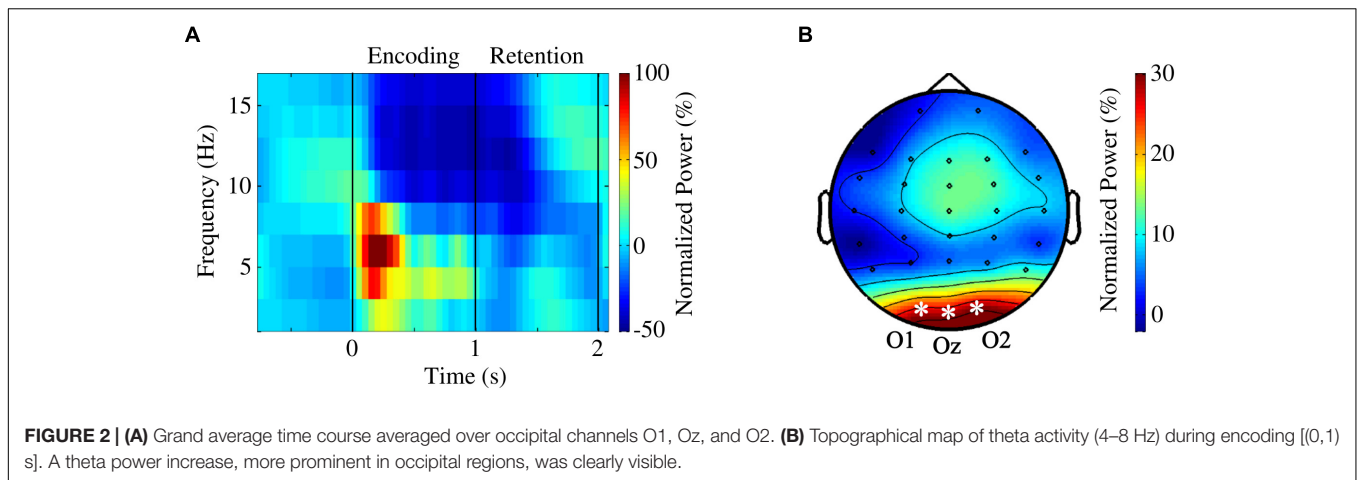 A
B
Encoding Retention
15
10
5
Frequency (Hz)
0
1
2
Time (s)
100
50
0
-50
Normalized Power (%)
O1 Oz O2
30
20
10
0
Normalized Power (%)
FIGURE 2 | (A) Grand average time course averaged over occipital channels O1, Oz, and O2. (B) Topographical map of theta activity (4–8 Hz) during encoding [(0,1)
s]. A theta power increase, more prominent in occipital regions, was clearly visible.